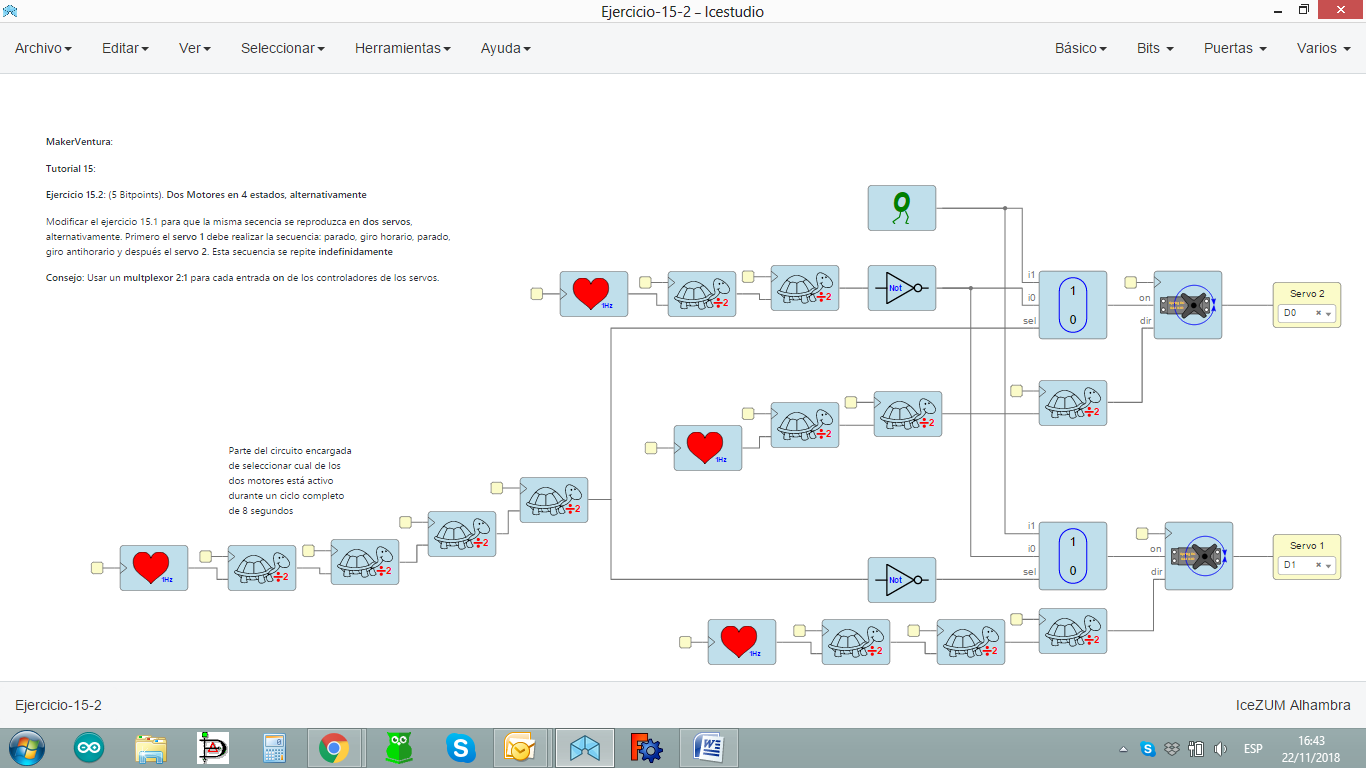 Ejercicio-15-2 – Icestudio
Archivo Editar Ver Seleccionar Herramientas Ayuda Básico Bits Puertas Varios
MakerVentura:
Tutorial 15:
Ejercicio 15.2: (5 Bitpoints). Dos Motores en 4 estados, alternativamente
Modificar el ejercicio 15.1 para que la misma secencia se reproduzca en dos servos,
alternativamente. Primero el servo 1 debe realizar la secuencia: parado, giro horario, parado,
giro antihorario y después el servo 2. Esta secuencia se repite indefinidamente
Consejo: Usar un multplexor 2:1 para cada entrada on de los controladores de los servos.
0
1Hz
÷2
÷2
Not
i1
i0
sel
1
0
on
dir
Servo 2
D0
1Hz
÷2
÷2
÷2
Parte del circuito encargada
de seleccionar cual de los
dos motores está activo
durante un ciclo completo
de 8 segundos
1Hz
÷2
÷2
÷2
÷2
Not
i1
i0
sel
1
0
on
dir
Servo 1
D1
1Hz
÷2
÷2
÷2
Ejercicio-15-2
IceZUM Alhambra
ESP
16:43
22/11/2018